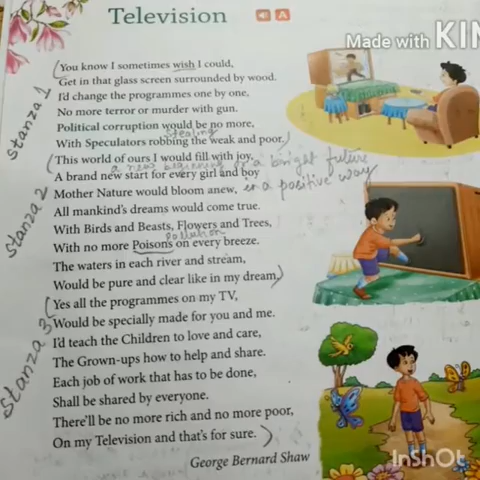 Television
A
Made with KIN
You know I sometimes wish I could,
Get in that glass screen surrounded by wood.
I'd change the programmes one by one,
No more terror or murder with gun.
Political corruption would be no more,
stealing
With Speculators robbing the weak and poor.
This world of ours I would fill with joy,
a new beginning or a bright future
A brand new start for every girl and boy
Mother Nature would bloom anew, in a positive way
All mankind's dreams would come true.
With Birds and Beasts, Flowers and Trees,
Pollution
With no more Poisons on every breeze.
The waters in each river and stream,
Would be pure and clear like in my dream,
Yes all the programmes on my TV,
Would be specially made for you and me.
I'd teach the Children to love and care,
The Grown-ups how to help and share.
Each job of work that has to be done,
Shall be shared by everyone.
There'll be no more rich and no more poor,
On my Television and that's for sure.
George Bernard Shaw
Stanza 1
Stanza 2
Stanza 3
InShOt